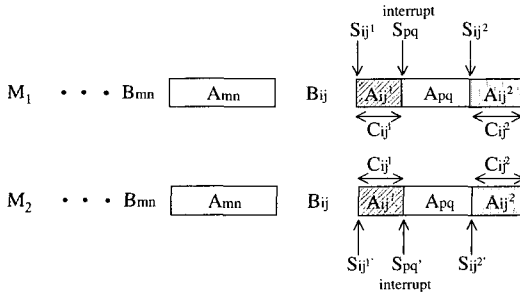 interrupt
Sij¹ Spq Sij²
M₁ • • • Bmn Amn Bij Aij¹ Apq Aij²
Cij¹ Cij²
Cij¹ Cij²
M₂ • • • Bmn Amn Bij Aij¹ Apq Aij²
Sij¹' Spq' Sij²'
interrupt